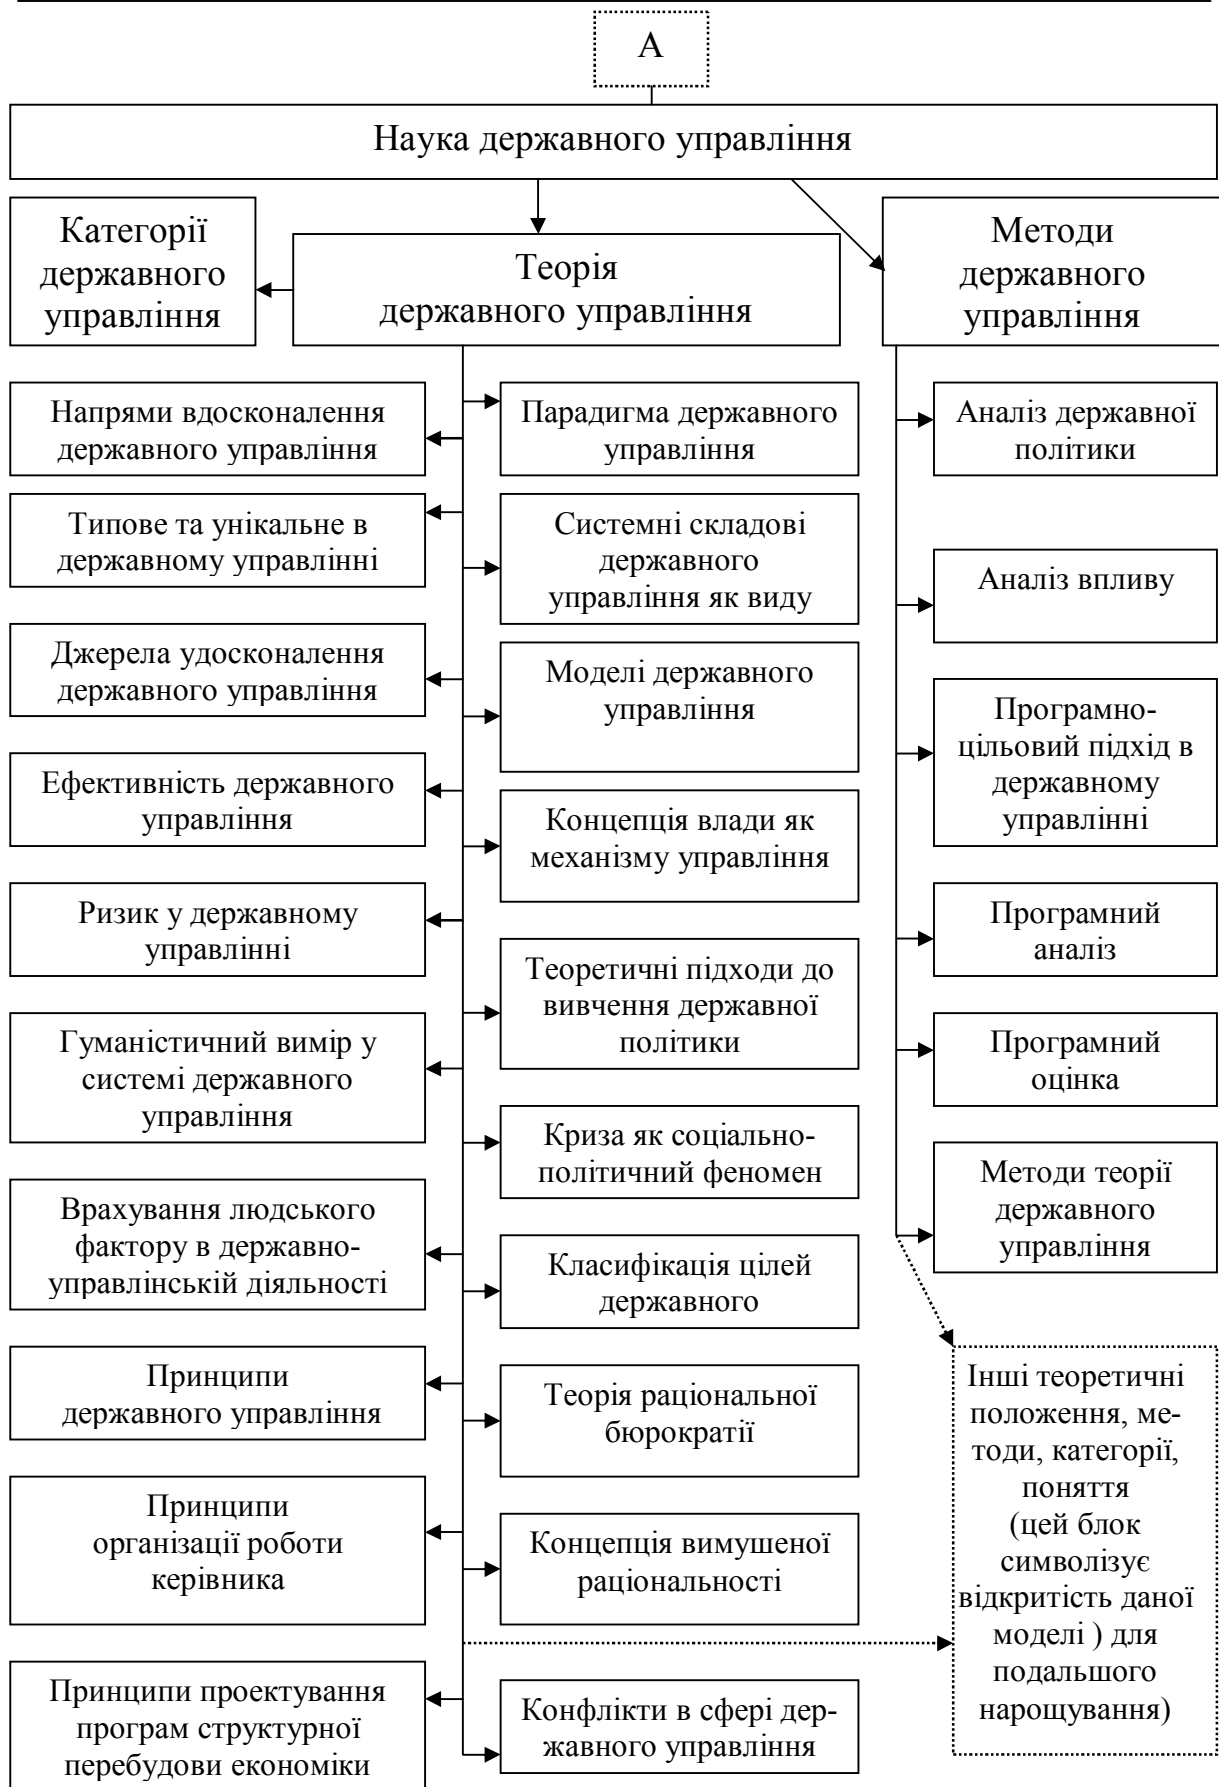 А
Наука державного управління
Категорії
державного
управління
Теорія
державного управління
Методи
державного
управління
Напрями вдосконалення
державного управління
Типове та унікальне в
державному управлінні
Джерела удосконалення
державного управління
Ефективність державного
управління
Ризик у державному
управлінні
Гуманістичний вимір у
системі державного
управління
Врахування людського
фактору в державно-
управлінській діяльності
Принципи
державного управління
Принципи
організації роботи
керівника
Принципи проектування
програм структурної
перебудови економіки
Парадигма державного
управління
Системні складові
державного
управління як виду
Моделі державного
управління
Концепція влади як
механізму управління
Теоретичні підходи до
вивчення державної
політики
Криза як соціально-
політичний феномен
Класифікація цілей
державного
Теорія раціональної
бюрократії
Концепція вимушеної
раціональності
Конфлікти в сфері дер-
жавного управління
Аналіз державної
політики
Аналіз впливу
Програмно-
цільовий підхід в
державному
управлінні
Програмний
аналіз
Програмний
оцінка
Методи теорії
державного
управління
Інші теоретичні
положення, ме-
тоди, категорії,
поняття
(цей блок
символізує
відкритість даної
моделі ) для
подальшого
нарощування)